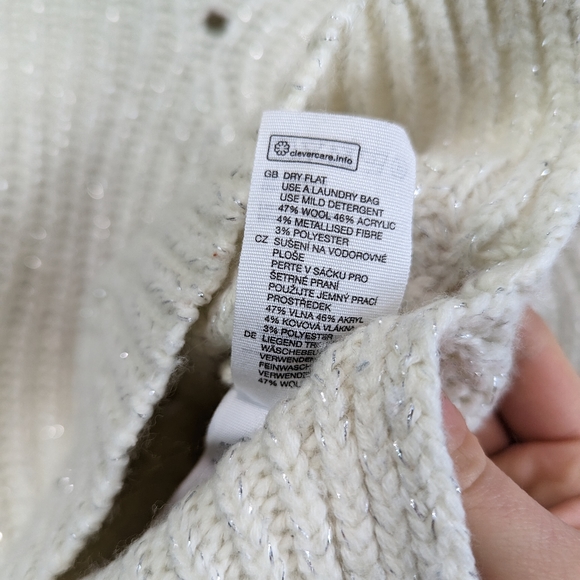 clevercare.info
GB DRY FLAT
USE A LAUNDRY BAG
USE MILD DETERGENT
47% WOOL 46% ACRYLIC
4% METALLISED FIBRE
3% POLYESTER
CZ SUŠENÍ NA VODOROVNÉ
PLOŠE
PERTE V SÁČKU PRO
ŠETRNÉ PRANÍ
POUŽIJTE JEMNÝ PRACÍ
PROSTŘEDEK
47% VLNA 46% AKRYL
4% KOVOVÁ VLÁKNA
3% POLYESTER
DE LIEGEND
WÄSCHEBEU
VERWENDEN
FEINWASCH
VERWENDE
47% WOL